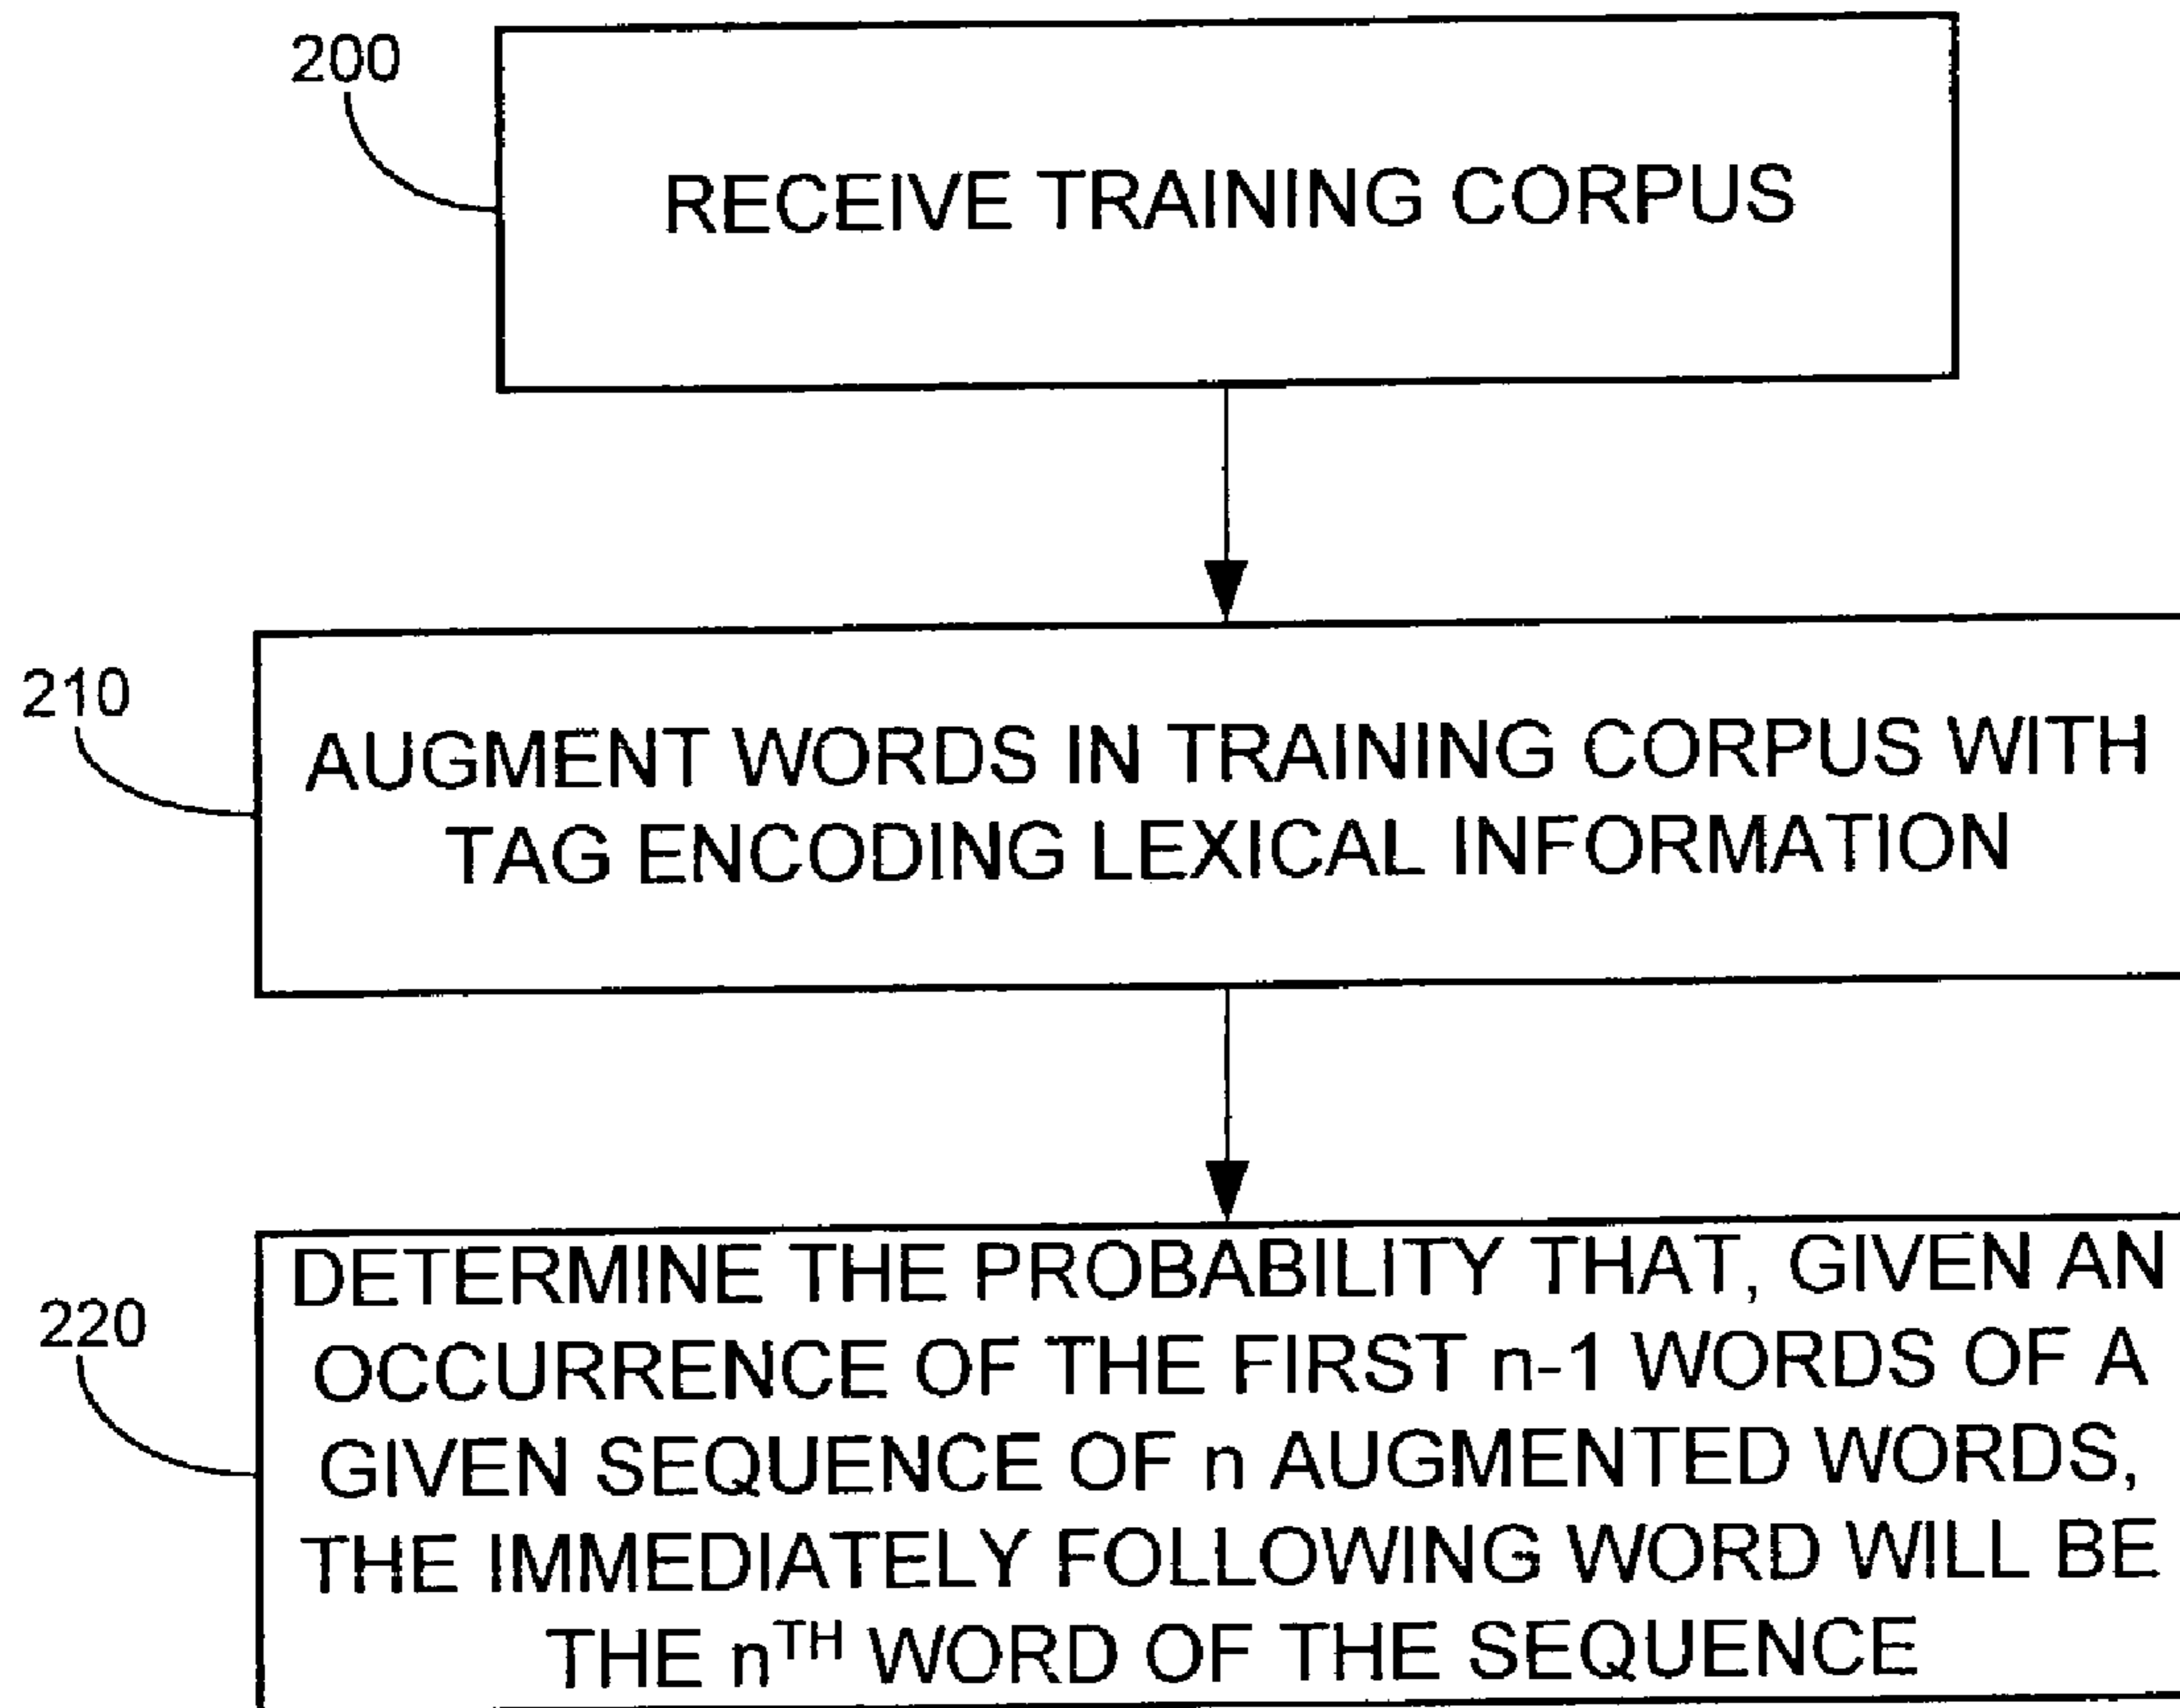 200
RECEIVE TRAINING CORPUS
210
AUGMENT WORDS IN TRAINING CORPUS WITH
TAG ENCODING LEXICAL INFORMATION
220
DETERMINE THE PROBABILITY THAT, GIVEN AN
OCCURRENCE OF THE FIRST n-1 WORDS OF A
GIVEN SEQUENCE OF n AUGMENTED WORDS,
THE IMMEDIATELY FOLLOWING WORD WILL BE
THE nᵀᴴ WORD OF THE SEQUENCE